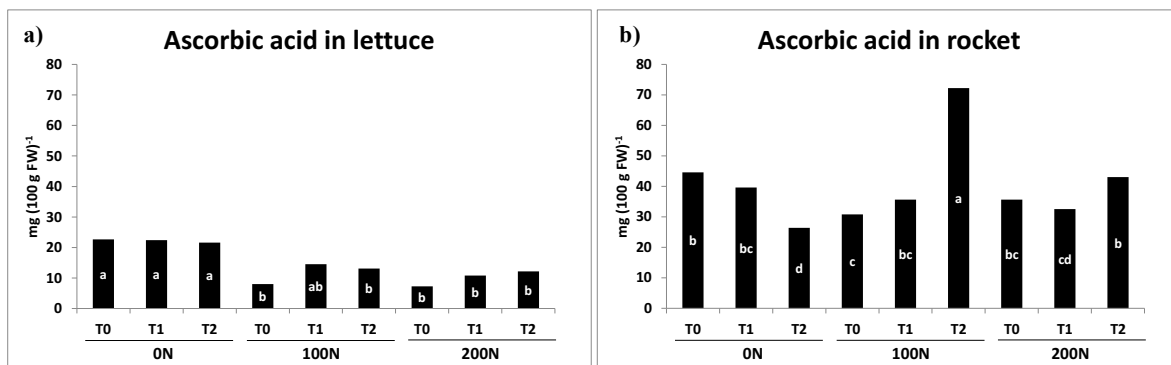 a)
Ascorbic acid in lettuce
mg (100 g FW)⁻¹
80
70
60
50
40
30
20
10
0
a
a
a
b
ab
b
b
b
b
T0 T1 T2 T0 T1 T2 T0 T1 T2
0N 100N 200N
b)
Ascorbic acid in rocket
mg (100 g FW)⁻¹
80
70
60
50
40
30
20
10
0
b
bc
d
c
bc
a
bc
cd
b
T0 T1 T2 T0 T1 T2 T0 T1 T2
0N 100N 200N